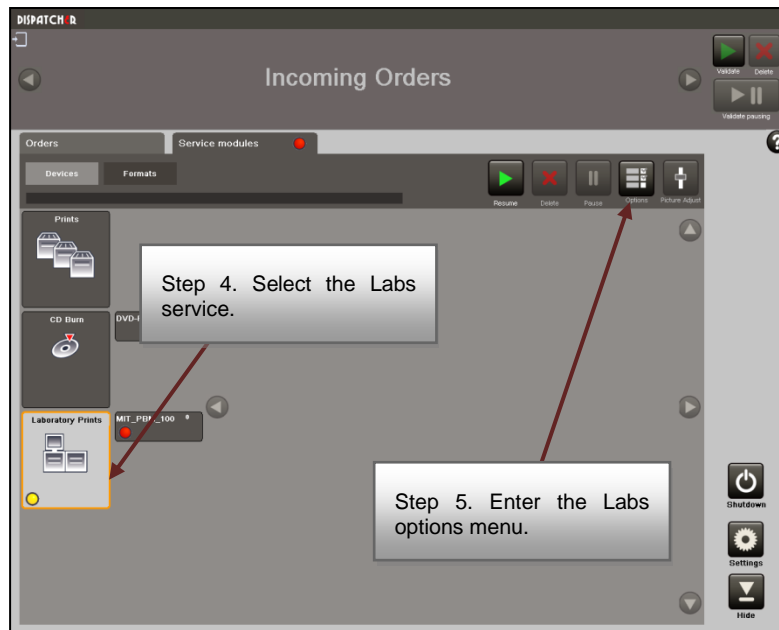 DISPATCHER
Incoming Orders
Validate Delete
Validate pausing
Orders Service modules
?
Devices Formats
Resume Delete Pause Options Picture Adjust
Prints
Step 4. Select the Labs
service.
CD Burn
Laboratory Prints
Step 5. Enter the Labs
options menu.
Shutdown
Settings
Hide